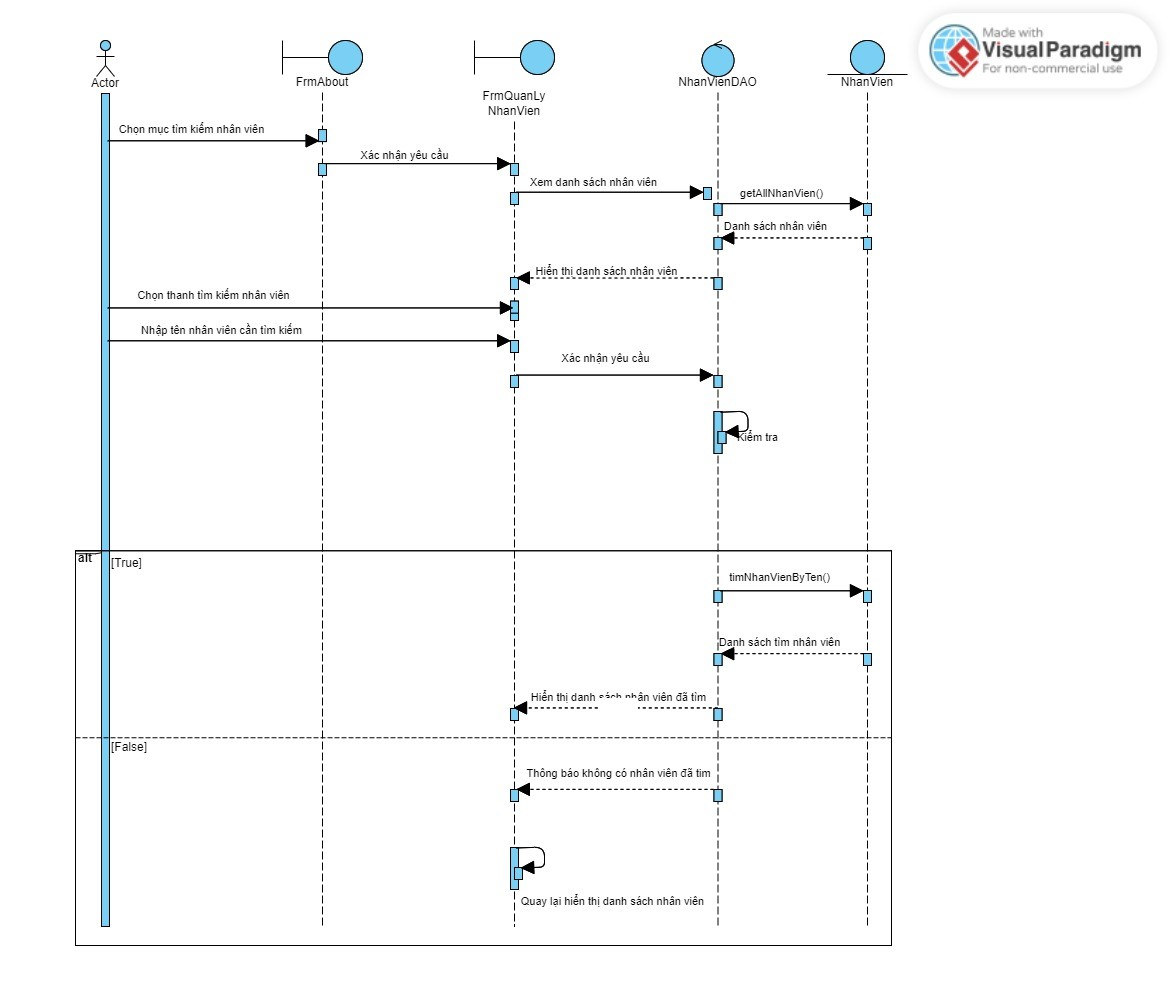 Made with
VisualParadigm
For non-commercial use
Actor
FrmAbout
FrmQuanLy
NhanVien
NhanVienDAO
NhanVien
Chọn mục tìm kiếm nhân viên
Xác nhận yêu cầu
Xem danh sách nhân viên
getAllNhanVien()
Danh sách nhân viên
Hiển thị danh sách nhân viên
Chọn thanh tìm kiếm nhân viên
Nhập tên nhân viên cần tìm kiếm
Xác nhận yêu cầu
Kiểm tra
alt
[True]
timNhanVienByTen()
Danh sách tìm nhân viên
Hiển thị danh sách nhân viên đã tìm
[False]
Thông báo không có nhân viên đã tìm
Quay lại hiển thị danh sách nhân viên